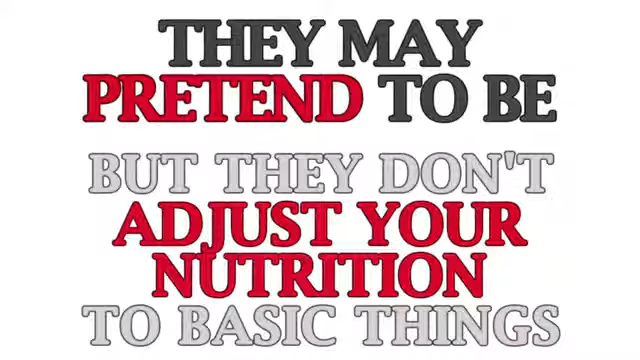 THEY MAY
PRETEND TO BE
BUT THEY DON'T
ADJUST YOUR
NUTRITION
TO BASIC THINGS